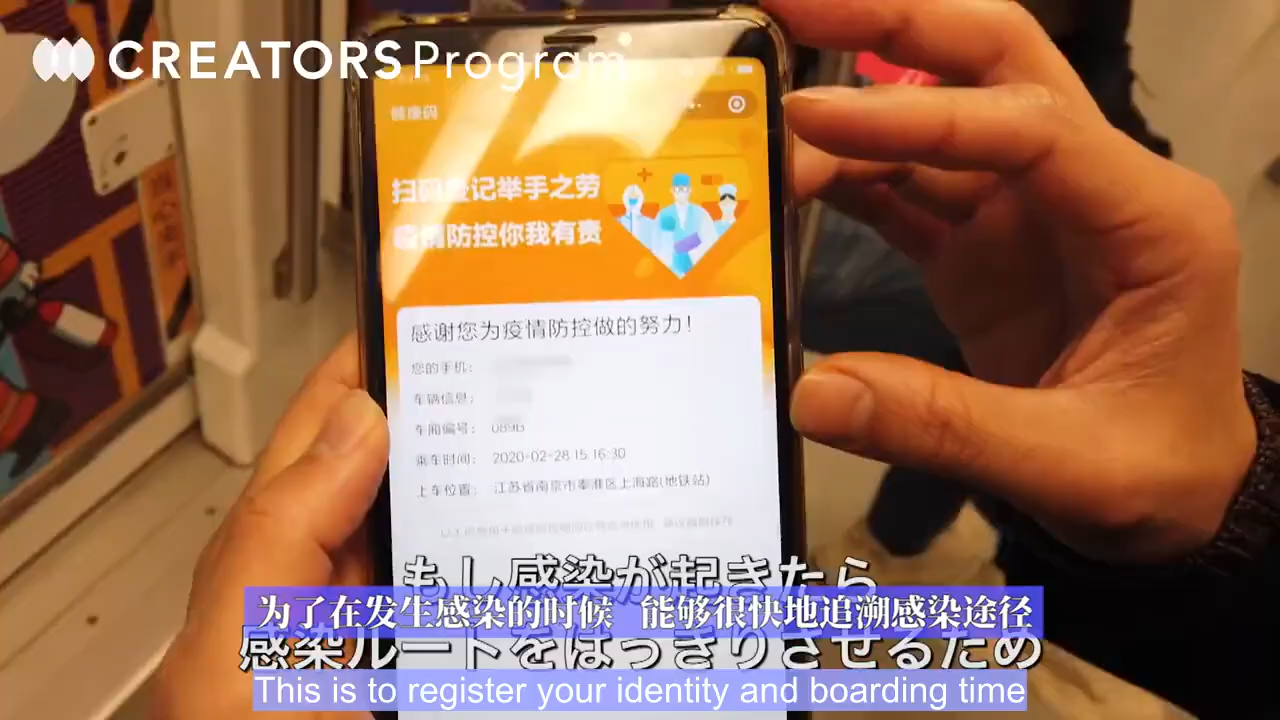 CREATORS Program
健康码
扫码登记举手之劳
疫情防控你我有责
感谢您为疫情防控做的努力！
您的手机：
车辆信息：
车厢编号： 089B
乘车时间： 2020-02-28 15:16:30
上车位置： 江苏省南京市秦淮区上海路(地铁站)
もし感染が起きたら
为了在发生感染的时候 能够很快地追溯感染途径
感染ルートをはっきりさせるため
This is to register your identity and boarding time